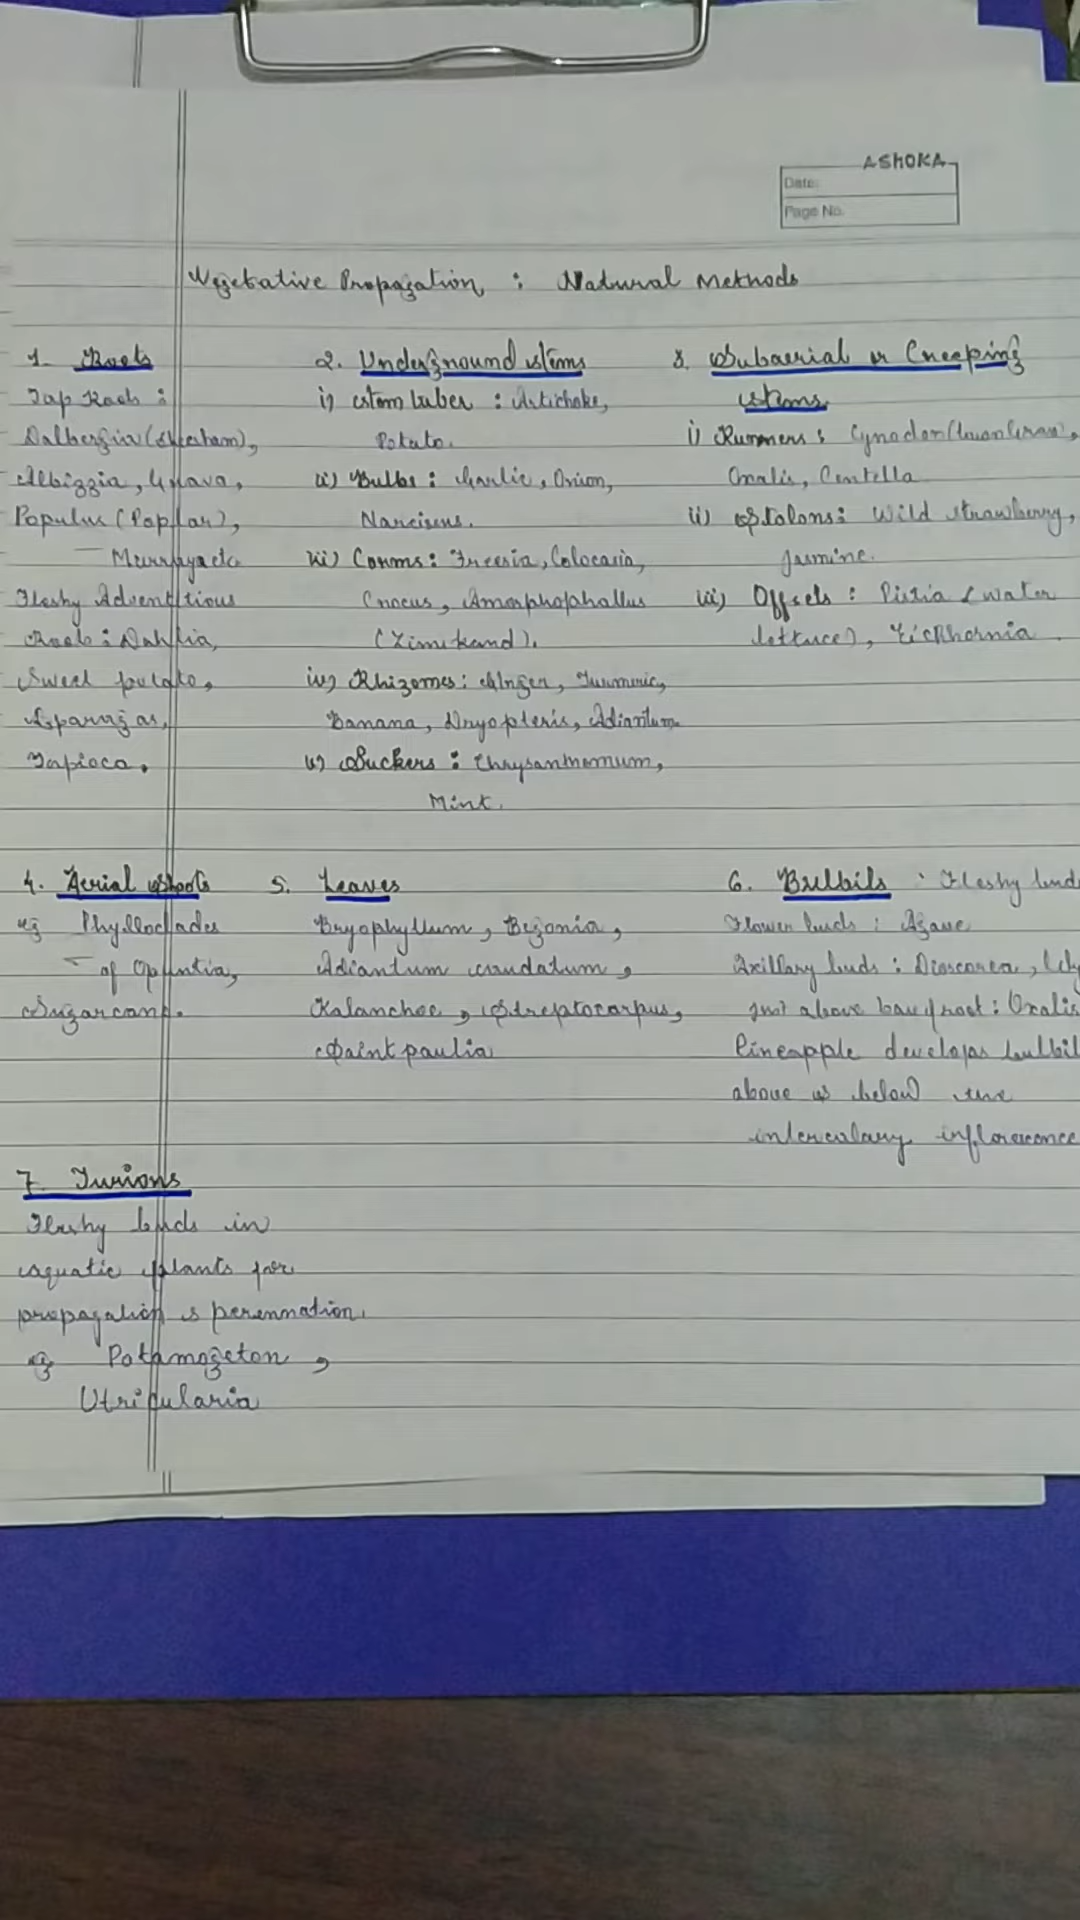 ASHOKA
Date:
Page No.
Vegetative Propagation : Natural Methods
1. Roots
Tap Roots :
Dalbergia (Sheesham),
Albizzia, Guava,
Populus (Poplar),
Murraya etc
Fleshy Adventitious
Roots : Dahlia,
Sweet potato,
Asparagus,
Tapioca.
2. Underground stems
i) stem tuber : Artichoke,
Potato.
ii) Bulbs : Garlic, Onion,
Narcissus.
iii) Corms : Freesia, Colocasia,
Crocus, Amorphophallus
(Zimikand).
iv) Rhizomes : Ginger, Turmeric,
Banana, Dryopteris, Adiantum
v) Suckers : Chrysanthemum,
Mint.
3. Subaerial or Creeping
stems
i) Runners : Cynodon (Lawn Grass),
Oxalis, Centella
ii) Stolons : Wild strawberry,
Jasmine.
iii) Offsets : Pistia (water
lettuce), Eichhornia.
4. Aerial shoots
eg Phylloclades
of Opuntia,
Sugarcane.
5. Leaves
Bryophyllum, Begonia,
Adiantum caudatum,
Kalanchoe, Streptocarpus,
Saintpaulia
6. Bulbils : Fleshy buds
Flower buds : Agave
Axillary buds : Dioscorea, lily
Just above root : Oxalis
Pineapple develops bulbil
above & below the
intercalary inflorescence
7. Turions
Fleshy buds in
aquatic plants for
propagation & perennation.
eg Potamogeton,
Utricularia